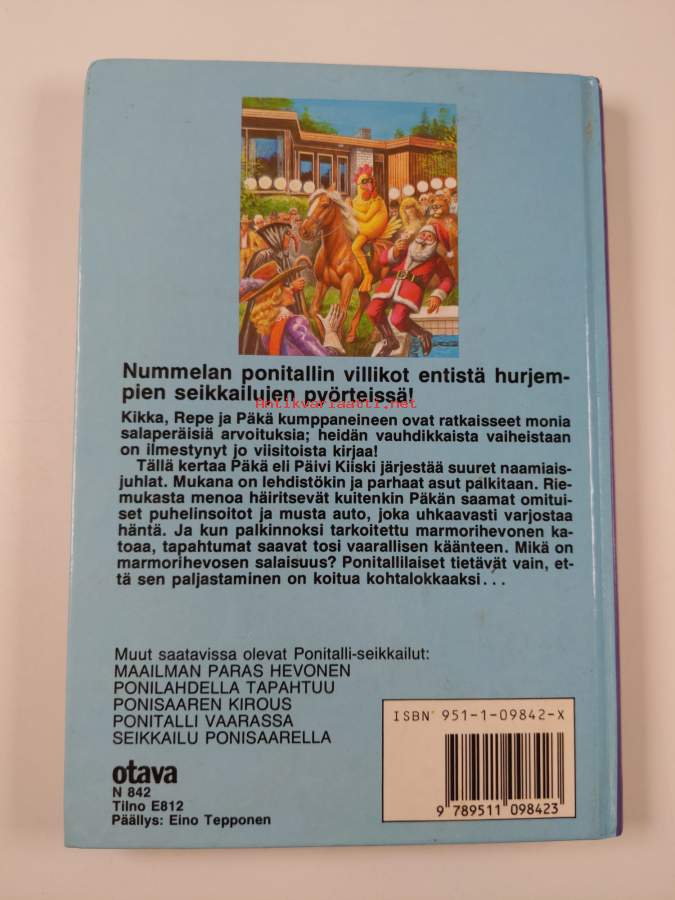 Nummelan ponitallin villikot entistä hurjem-
pien seikkailujen pyörteissä!
Antikvariaatti.net
Kikka, Repe ja Päkä kumppaneineen ovat ratkaisseet monia
salaperäisiä arvoituksia; heidän vauhdikkaista vaiheistaan
on ilmestynyt jo viisitoista kirjaa!
Tällä kertaa Päkä eli Päivi Kiiski järjestää suuret naamiais-
juhlat. Mukana on lehdistökin ja parhaat asut palkitaan. Rie-
mukasta menoa häiritsevät kuitenkin Päkän saamat omitui-
set puhelinsoitot ja musta auto, joka uhkaavasti varjostaa
häntä. Ja kun palkinnoksi tarkoitettu marmorihevonen ka-
toaa, tapahtumat saavat tosi vaarallisen käänteen. Mikä on
marmorihevosen salaisuus? Ponitallilaiset tietävät vain, et-
tä sen paljastaminen on koitua kohtalokkaaksi...
Muut saatavissa olevat Ponitalli-seikkailut:
MAAILMAN PARAS HEVONEN
PONILAHDELLA TAPAHTUU
PONISAAREN KIROUS
PONITALLI VAARASSA
SEIKKAILU PONISAARELLA
otava
N 842
Tilno E812
Päällys: Eino Tepponen
ISBN 951-1-09842-X
9 789511 098423